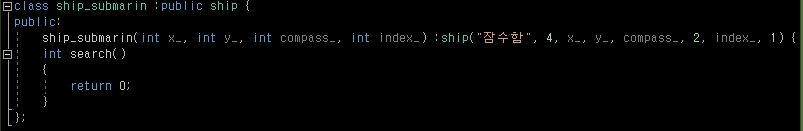 class ship_submarin :public ship {
public:
ship_submarin(int x_, int y_, int compass_, int index_) :ship("잠수함", 4, x_, y_, compass_, 2, index_, 1) {
int search()
{
return 0;
}
};